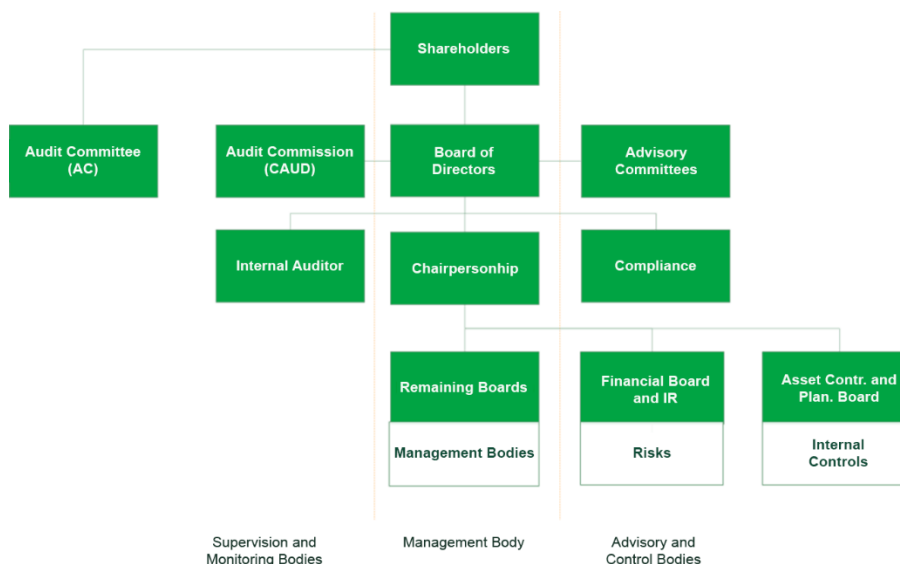 Shareholders
Audit Committee
(AC)
Audit Commission
(CAUD)
Board of
Directors
Advisory
Committees
Internal Auditor
Chairpersonhip
Compliance
Remaining Boards
Financial Board
and IR
Asset Contr. and
Plan. Board
Management Bodies
Risks
Internal
Controls
Supervision and
Monitoring Bodies
Management Body
Advisory and
Control Bodies